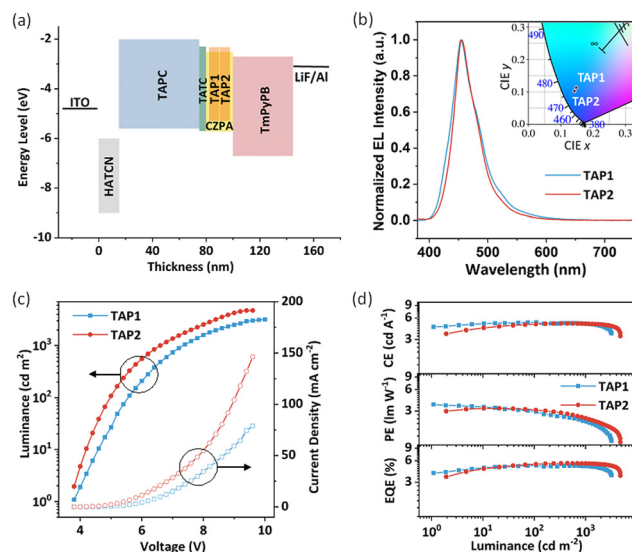 (a)
-2
-4
-6
-8
-10
Energy Level (eV)
ITO
HATCN
TAPC
TATC
TAP1
TAP2
CZPA
TmPyPB
LiF/Al
0
50
100
150
Thickness (nm)
(b)
1.0
0.8
0.6
0.4
0.2
0.0
Normalized EL Intensity (a.u.)
400
500
600
700
Wavelength (nm)
TAP1
TAP2
0.3
0.2
0.1
0.0
CIE y
490
480
470
460
380
TAP1
TAP2
0.0
0.1
0.2
0.3
CIE x
(c)
TAP1
TAP2
10³
10²
10¹
10⁰
Luminance (cd m⁻²)
200
150
100
50
0
Current Density (mA cm⁻²)
4
6
8
10
Voltage (V)
(d)
9
6
3
CE (cd A⁻¹)
TAP1
TAP2
6
3
PE (lm W⁻¹)
9
6
3
EQE (%)
10⁰
10¹
10²
10³
Luminance (cd m⁻²)